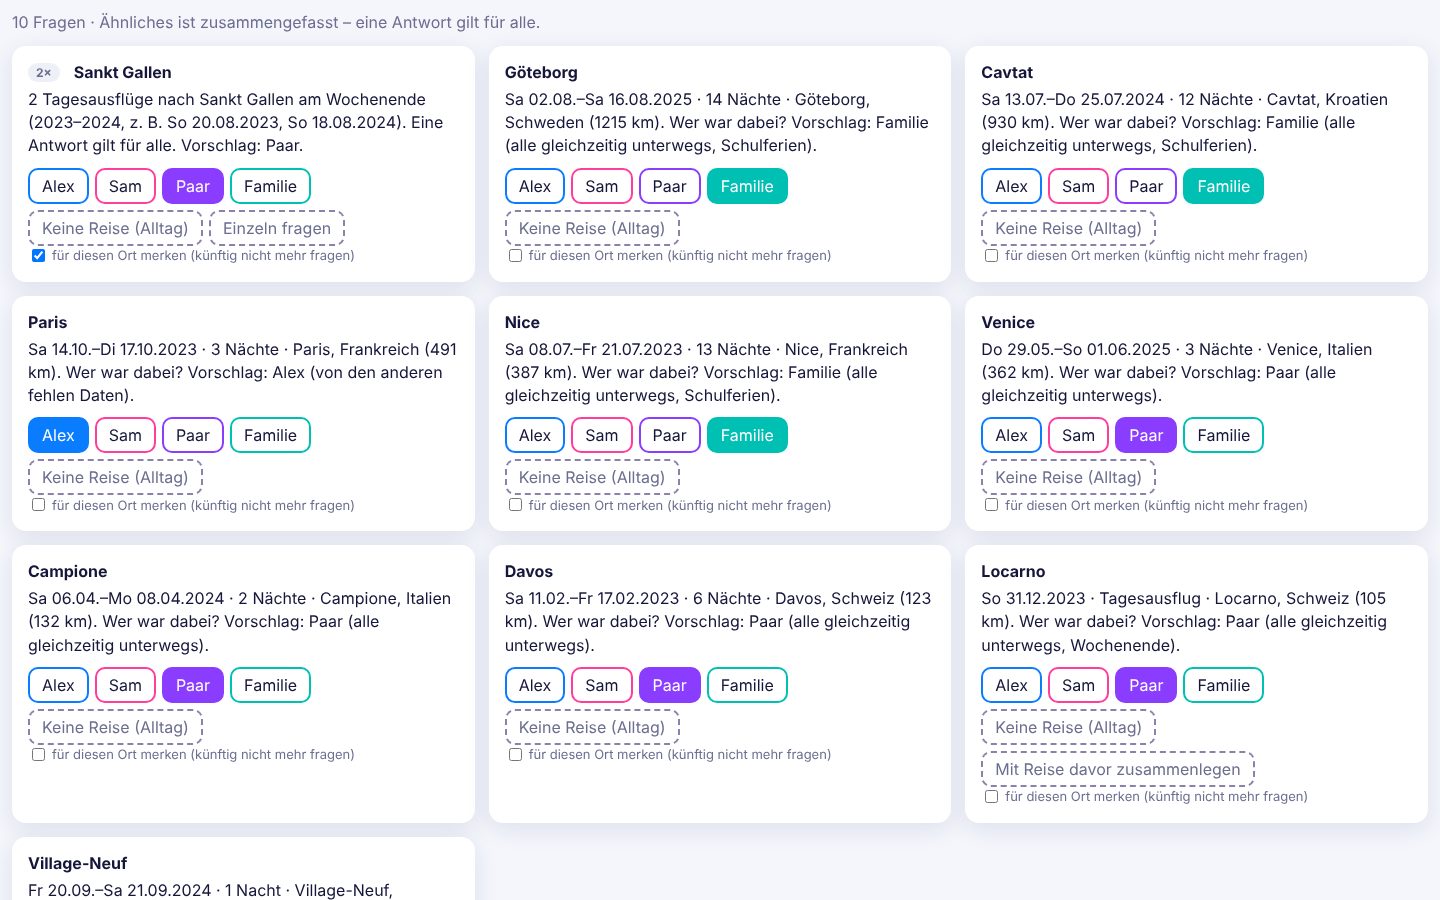 10 Fragen · Ähnliches ist zusammengefasst – eine Antwort gilt für alle.
2× Sankt Gallen
2 Tagesausflüge nach Sankt Gallen am Wochenende
(2023–2024, z. B. So 20.08.2023, So 18.08.2024). Eine
Antwort gilt für alle. Vorschlag: Paar.
Alex Sam Paar Familie
Keine Reise (Alltag) Einzeln fragen
für diesen Ort merken (künftig nicht mehr fragen)
Göteborg
Sa 02.08.–Sa 16.08.2025 · 14 Nächte · Göteborg,
Schweden (1215 km). Wer war dabei? Vorschlag: Familie
(alle gleichzeitig unterwegs, Schulferien).
Alex Sam Paar Familie
Keine Reise (Alltag)
für diesen Ort merken (künftig nicht mehr fragen)
Cavtat
Sa 13.07.–Do 25.07.2024 · 12 Nächte · Cavtat, Kroatien
(930 km). Wer war dabei? Vorschlag: Familie (alle
gleichzeitig unterwegs, Schulferien).
Alex Sam Paar Familie
Keine Reise (Alltag)
für diesen Ort merken (künftig nicht mehr fragen)
Paris
Sa 14.10.–Di 17.10.2023 · 3 Nächte · Paris, Frankreich (491
km). Wer war dabei? Vorschlag: Alex (von den anderen
fehlen Daten).
Alex Sam Paar Familie
Keine Reise (Alltag)
für diesen Ort merken (künftig nicht mehr fragen)
Nice
Sa 08.07.–Fr 21.07.2023 · 13 Nächte · Nice, Frankreich
(387 km). Wer war dabei? Vorschlag: Familie (alle
gleichzeitig unterwegs, Schulferien).
Alex Sam Paar Familie
Keine Reise (Alltag)
für diesen Ort merken (künftig nicht mehr fragen)
Venice
Do 29.05.–So 01.06.2025 · 3 Nächte · Venice, Italien
(362 km). Wer war dabei? Vorschlag: Paar (alle
gleichzeitig unterwegs).
Alex Sam Paar Familie
Keine Reise (Alltag)
für diesen Ort merken (künftig nicht mehr fragen)
Campione
Sa 06.04.–Mo 08.04.2024 · 2 Nächte · Campione, Italien
(132 km). Wer war dabei? Vorschlag: Paar (alle
gleichzeitig unterwegs).
Alex Sam Paar Familie
Keine Reise (Alltag)
für diesen Ort merken (künftig nicht mehr fragen)
Davos
Sa 11.02.–Fr 17.02.2023 · 6 Nächte · Davos, Schweiz (123
km). Wer war dabei? Vorschlag: Paar (alle gleichzeitig
unterwegs).
Alex Sam Paar Familie
Keine Reise (Alltag)
für diesen Ort merken (künftig nicht mehr fragen)
Locarno
So 31.12.2023 · Tagesausflug · Locarno, Schweiz (105
km). Wer war dabei? Vorschlag: Paar (alle gleichzeitig
unterwegs, Wochenende).
Alex Sam Paar Familie
Keine Reise (Alltag)
Mit Reise davor zusammenlegen
für diesen Ort merken (künftig nicht mehr fragen)
Village-Neuf
Fr 20.09.–Sa 21.09.2024 · 1 Nacht · Village-Neuf,